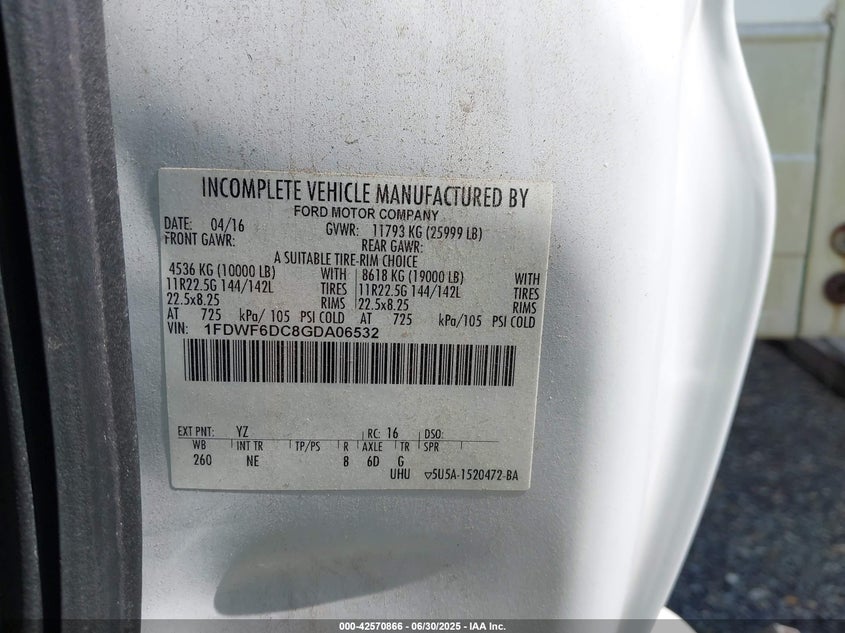 INCOMPLETE VEHICLE MANUFACTURED BY
FORD MOTOR COMPANY
DATE: 04/16 GVWR: 11793 KG (25999 LB)
FRONT GAWR: REAR GAWR:
A SUITABLE TIRE-RIM CHOICE
4536 KG (10000 LB) WITH 8618 KG (19000 LB) WITH
11R22.5G 144/142L TIRES 11R22.5G 144/142L TIRES
22.5x8.25 RIMS 22.5x8.25 RIMS
AT 725 kPa/ 105 PSI COLD AT 725 kPa/ 105 PSI COLD
VIN: 1FDWF6DC8GDA06532
EXT PNT: YZ RC: 16 DSO:
WB INT TR TP/PS R AXLE TR SPR
260 NE 8 6D G
UHU ▽5U5A-1520472-BA
000-42570866 - 06/30/2025 - IAA Inc.